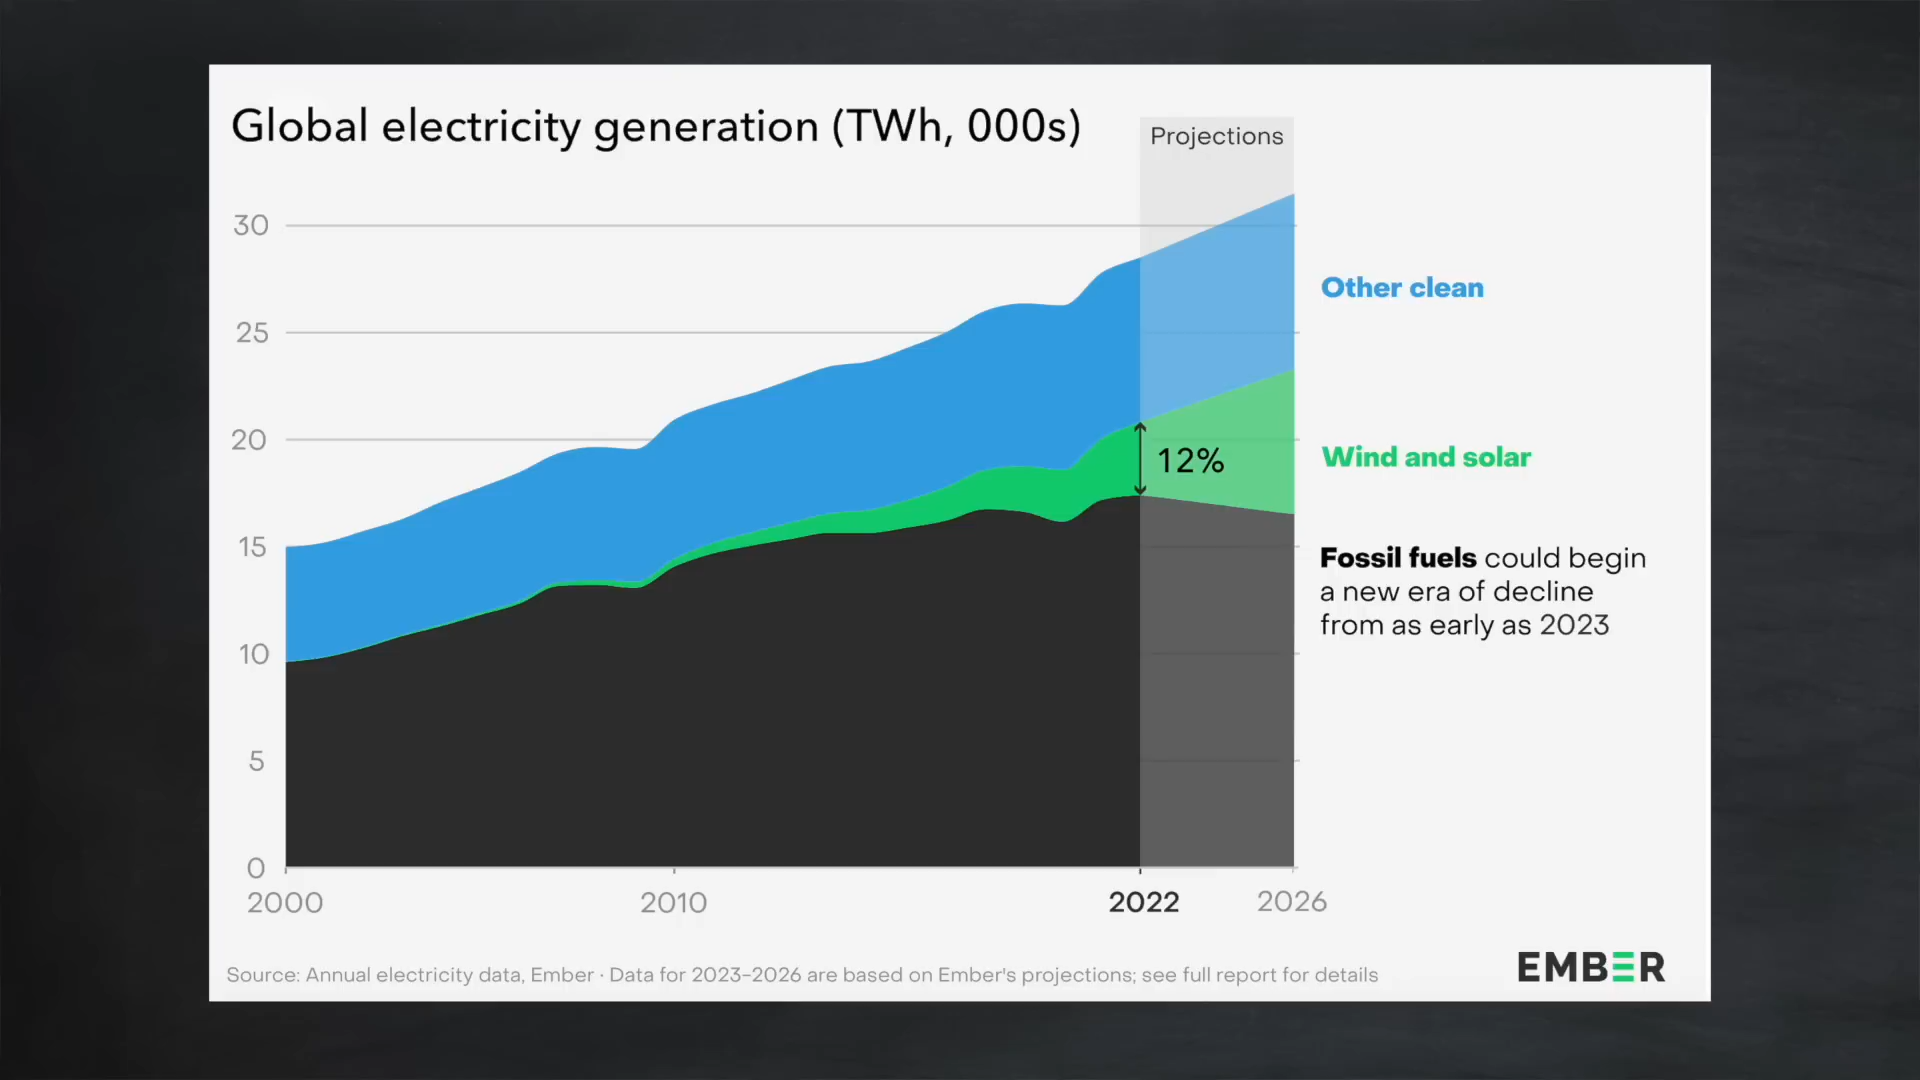 Global electricity generation (TWh, 000s)
Projections
30
25
20
15
10
5
0
12%
Other clean
Wind and solar
Fossil fuels could begin
a new era of decline
from as early as 2023
2000
2010
2022
2026
Source: Annual electricity data, Ember · Data for 2023–2026 are based on Ember's projections; see full report for details
EMBER